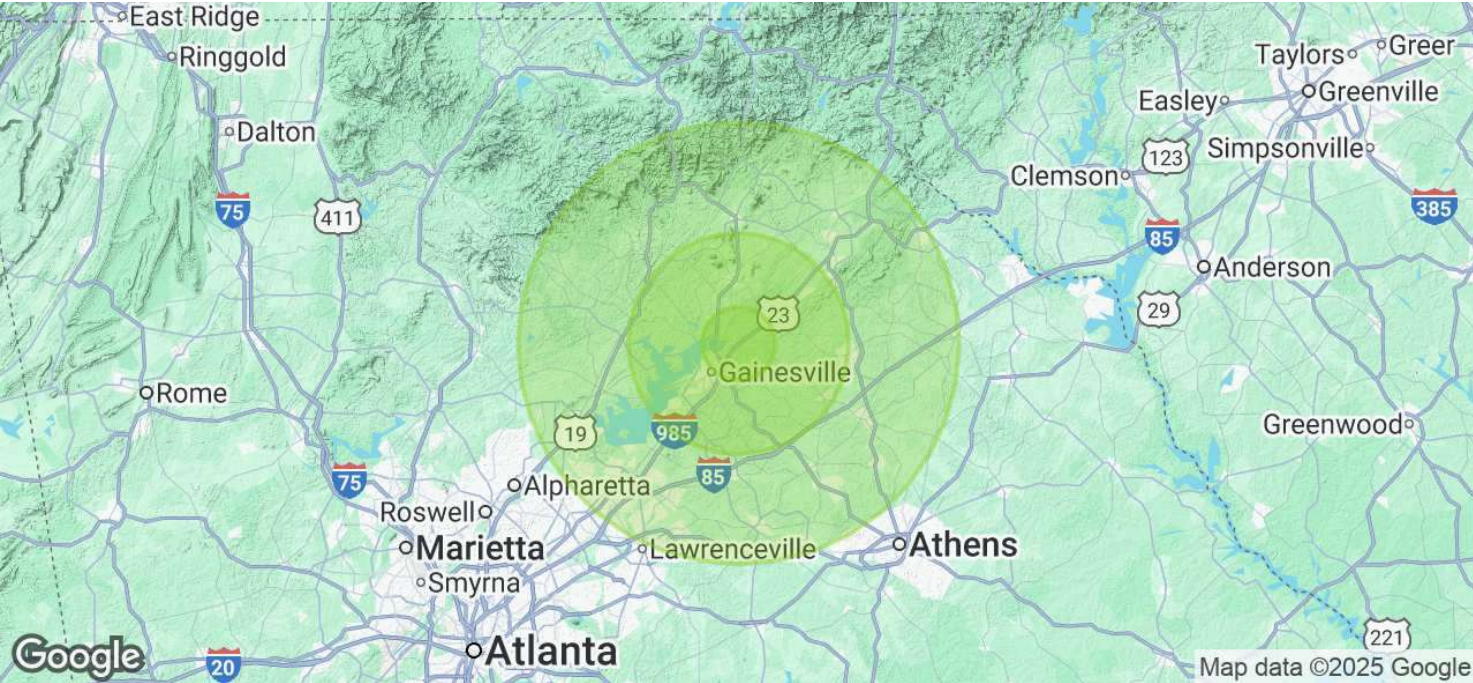 East Ridge
Ringgold
Taylors
Greer
Greenville
Easley
Dalton
123
Simpsonville
Clemson
75
411
385
85
Anderson
29
23
Gainesville
Rome
19
985
Greenwood
75
85
Alpharetta
Roswell
Marietta
Lawrenceville
Athens
Smyrna
221
Atlanta
Google
20
Map data ©2025 Google